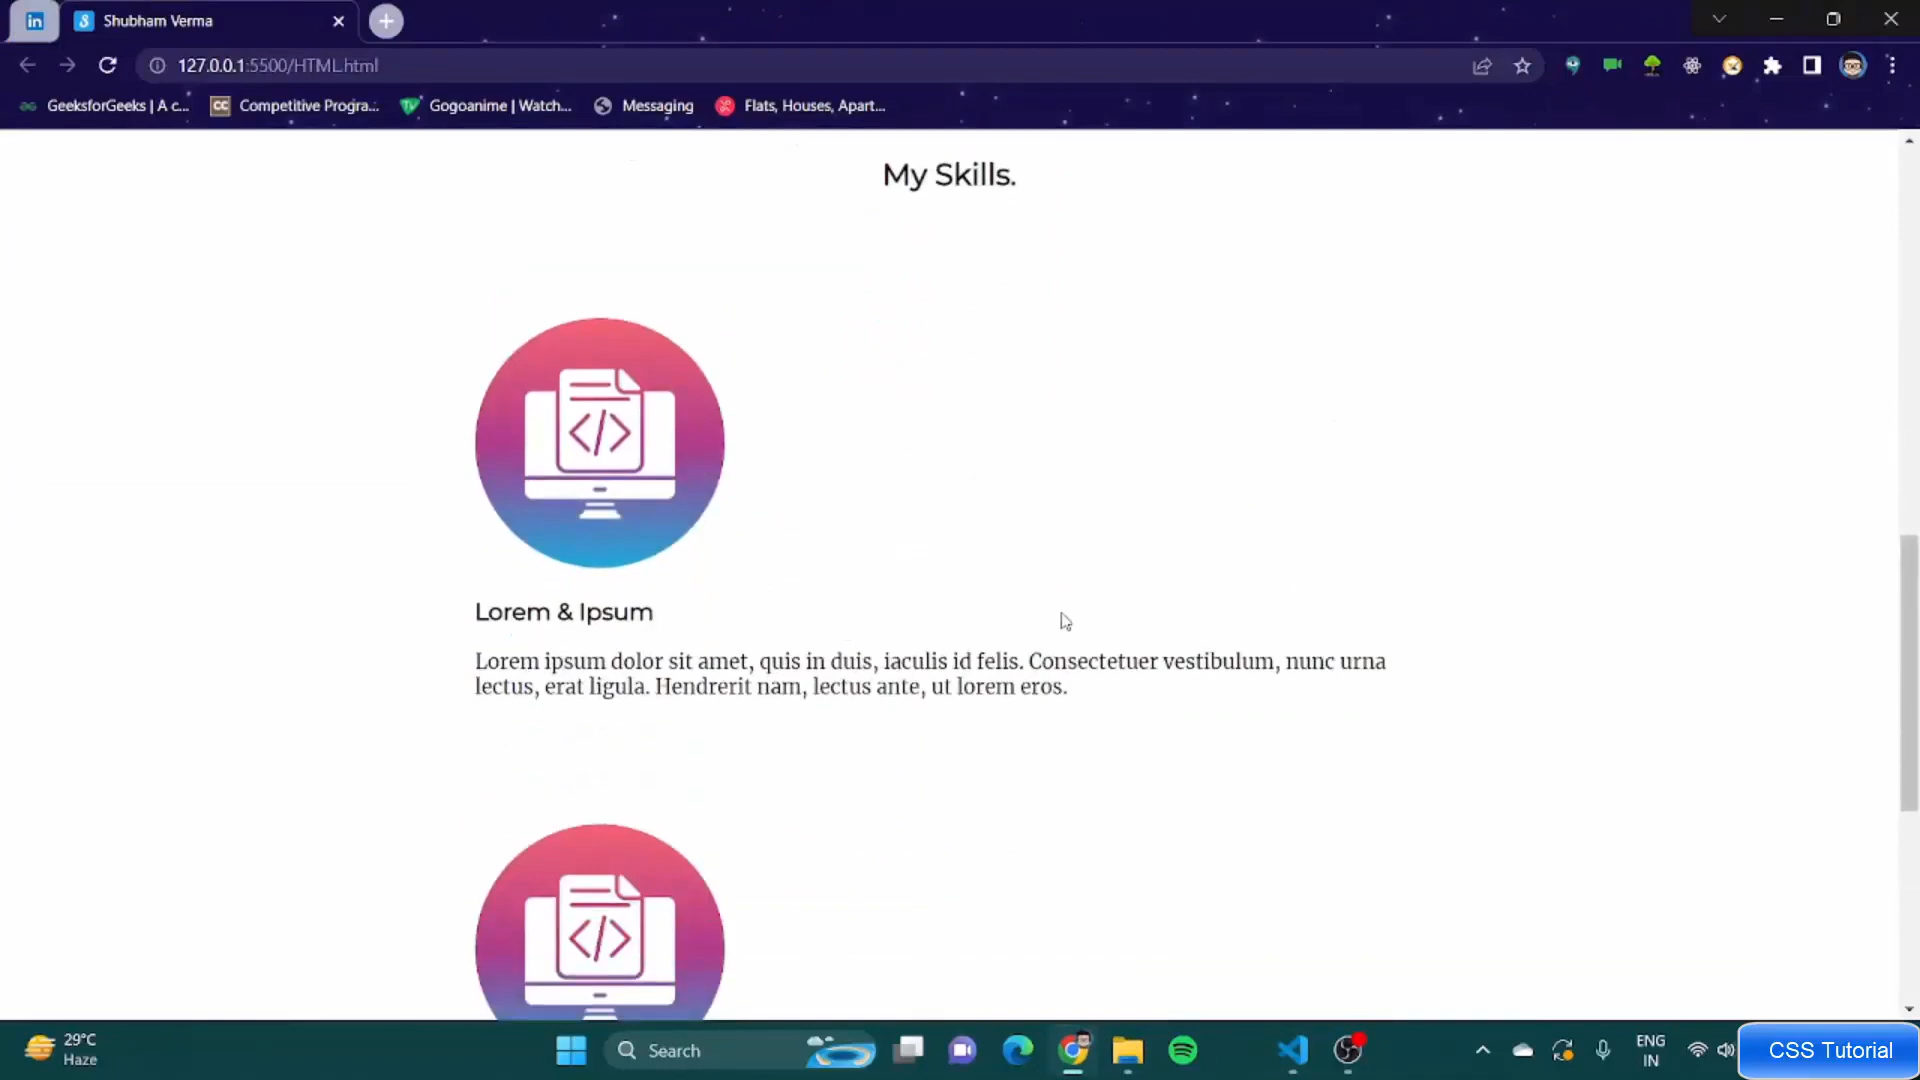 in
Shubham Verma
127.0.0.1:5500/HTML.html
GeeksforGeeks | A c...
CC Competitive Progra...
Gogoanime | Watch...
Messaging
Flats, Houses, Apart...
My Skills.
</>
Lorem & Ipsum
Lorem ipsum dolor sit amet, quis in duis, iaculis id felis. Consectetuer vestibulum, nunc urna
lectus, erat ligula. Hendrerit nam, lectus ante, ut lorem eros.
</>
29°C
Haze
Search
ENG
IN
CSS Tutorial